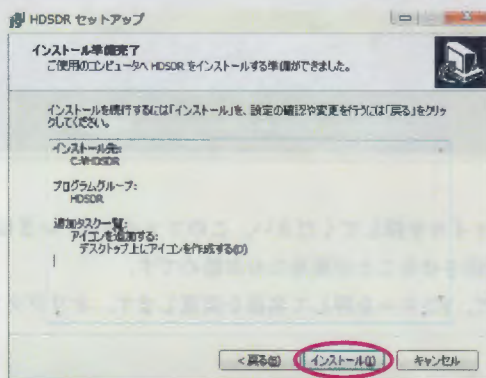 HDSDR セットアップ
インストール準備完了
ご使用のコンピュータへ HDSDR をインストールする準備ができました。
インストールを続行するには「インストール」を、設定の確認や変更を行うには「戻る」をクリックしてください。
インストール先:
C:¥HDSDR
プログラムグループ:
HDSDR
追加タスク一覧:
アイコンを追加する:
デスクトップ上にアイコンを作成する(D)
< 戻る(B)
インストール(I)
キャンセル